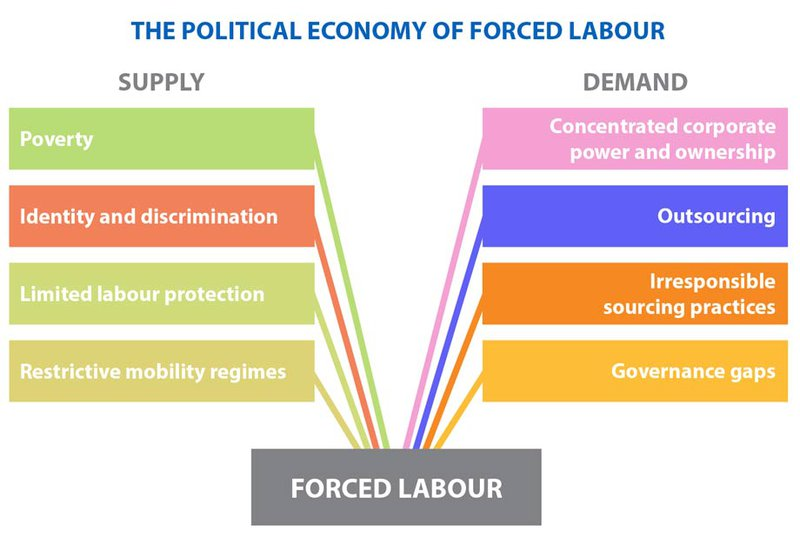 THE POLITICAL ECONOMY OF FORCED LABOUR
SUPPLY
Poverty
Identity and discrimination
Limited labour protection
Restrictive mobility regimes
DEMAND
Concentrated corporate
power and ownership
Outsourcing
Irresponsible
sourcing practices
Governance gaps
FORCED LABOUR